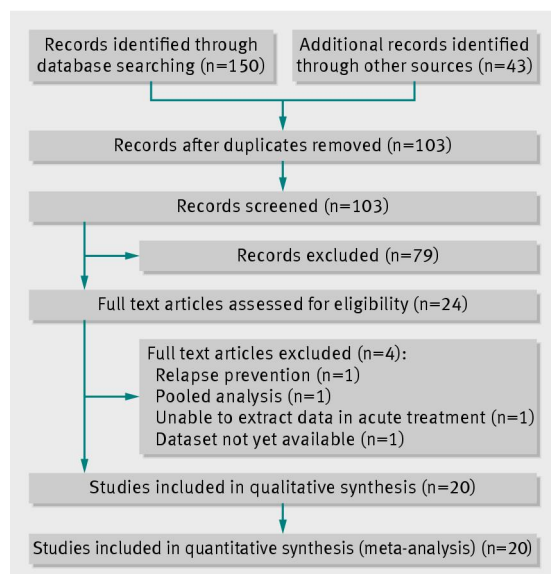 Records identified through
database searching (n=150)
Additional records identified
through other sources (n=43)
Records after duplicates removed (n=103)
Records screened (n=103)
Records excluded (n=79)
Full text articles assessed for eligibility (n=24)
Full text articles excluded (n=4):
Relapse prevention (n=1)
Pooled analysis (n=1)
Unable to extract data in acute treatment (n=1)
Dataset not yet available (n=1)
Studies included in qualitative synthesis (n=20)
Studies included in quantitative synthesis (meta-analysis) (n=20)